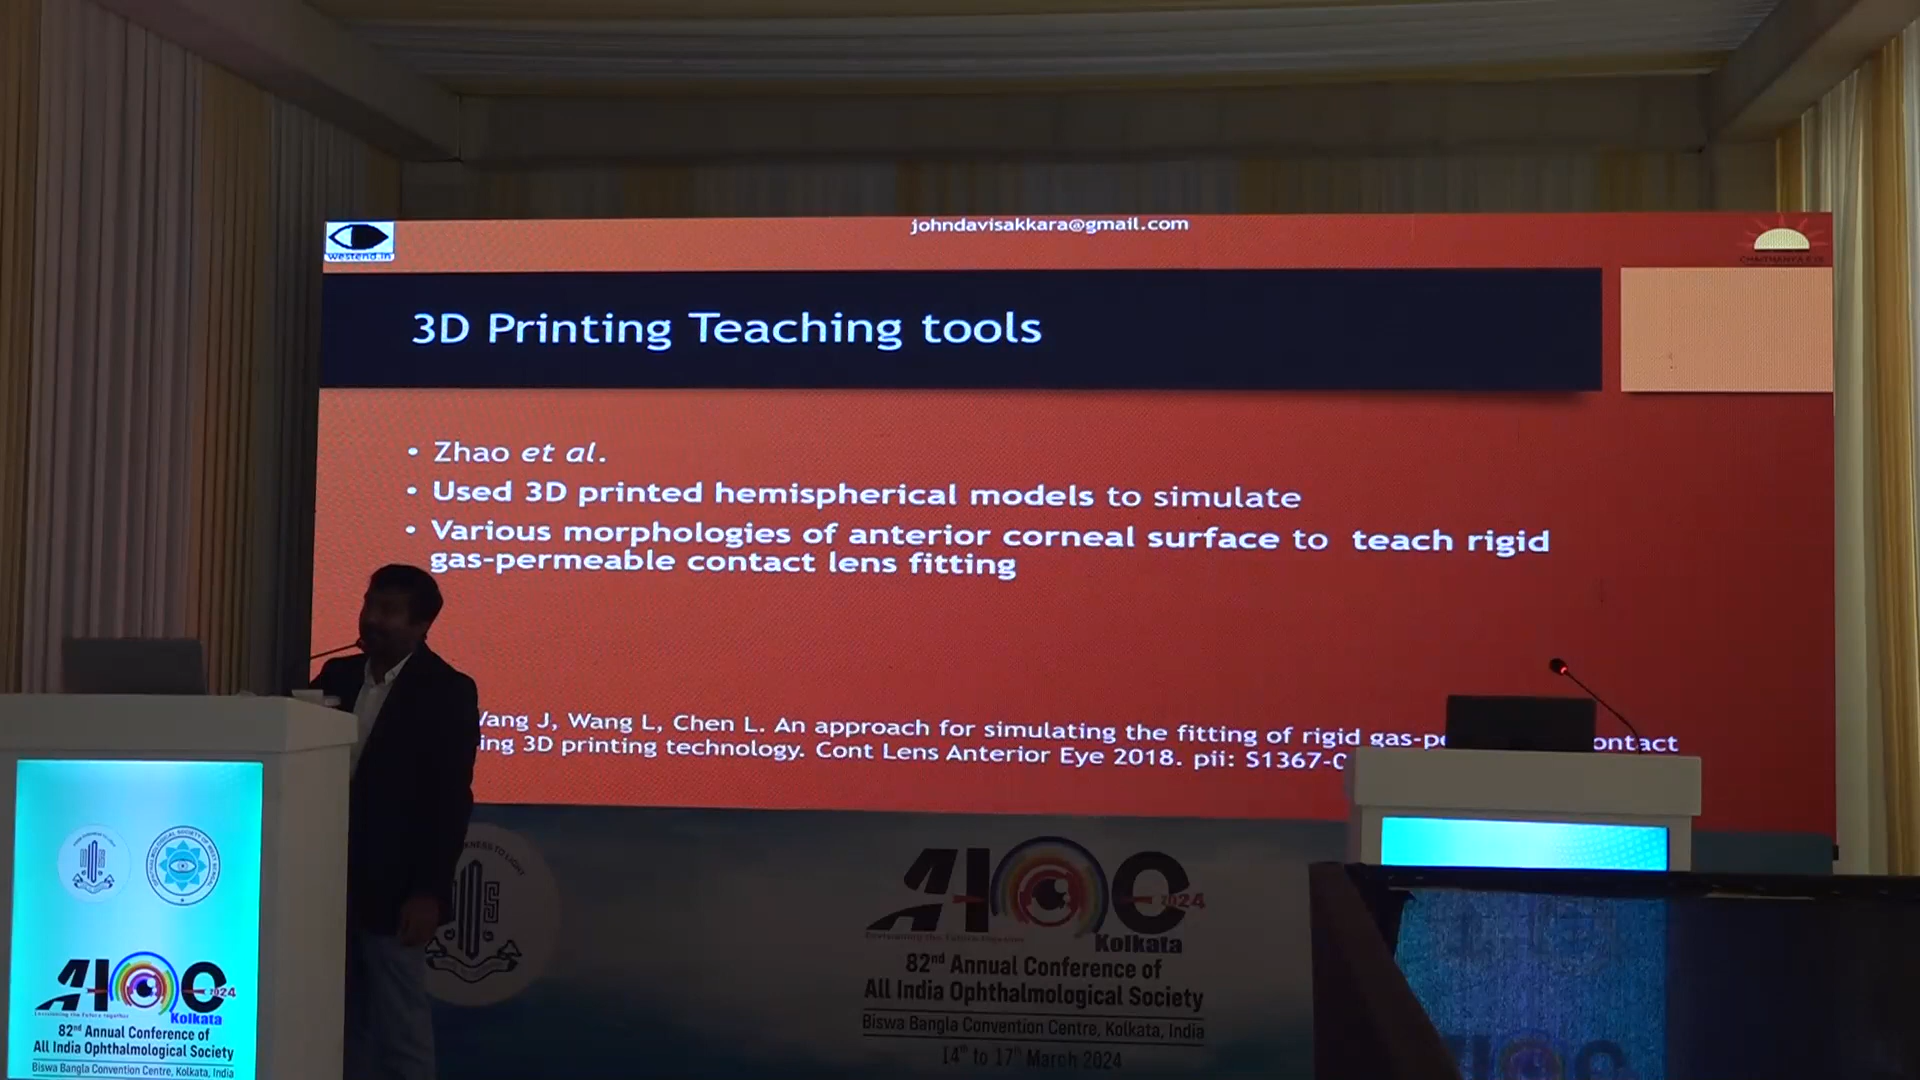 johndavisakkara@gmail.com
westend.in
3D Printing Teaching tools
• Zhao et al.
• Used 3D printed hemispherical models to simulate
• Various morphologies of anterior corneal surface to teach rigid
gas-permeable contact lens fitting
Wang J, Wang L, Chen L. An approach for simulating the fitting of rigid
3D printing technology. Cont Lens Anterior Eye 2018. pii:
AIOC
2024
Kolkata
82nd Annual Conference of
All India Ophthalmological Society
Biswa Bangla Convention Centre, Kolkata, India
14th to 17th March 2024
AIOC
2024
Kolkata
82nd Annual Conference of
All India Ophthalmological Society
Biswa Bangla Convention Centre, Kolkata, India